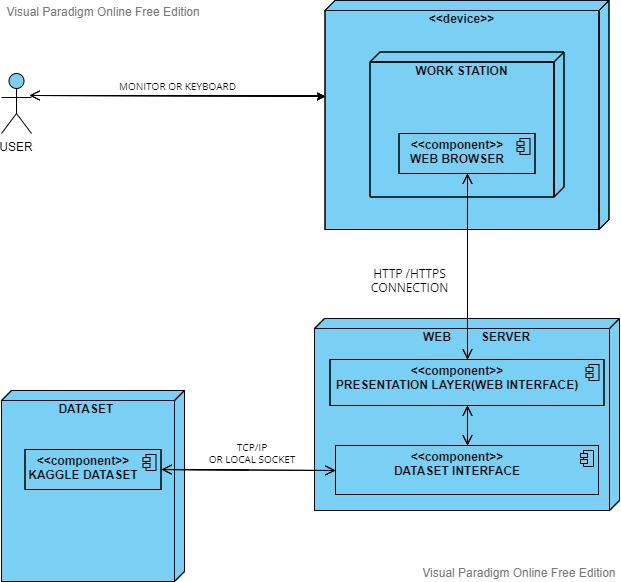 Visual Paradigm Online Free Edition
<<device>>
WORK STATION
MONITOR OR KEYBOARD
<<component>>
WEB BROWSER
USER
HTTP /HTTPS
CONNECTION
WEB SERVER
<<component>>
PRESENTATION LAYER(WEB INTERFACE)
DATASET
<<component>>
KAGGLE DATASET
TCP/IP
OR LOCAL SOCKET
<<component>>
DATASET INTERFACE
Visual Paradigm Online Free Edition